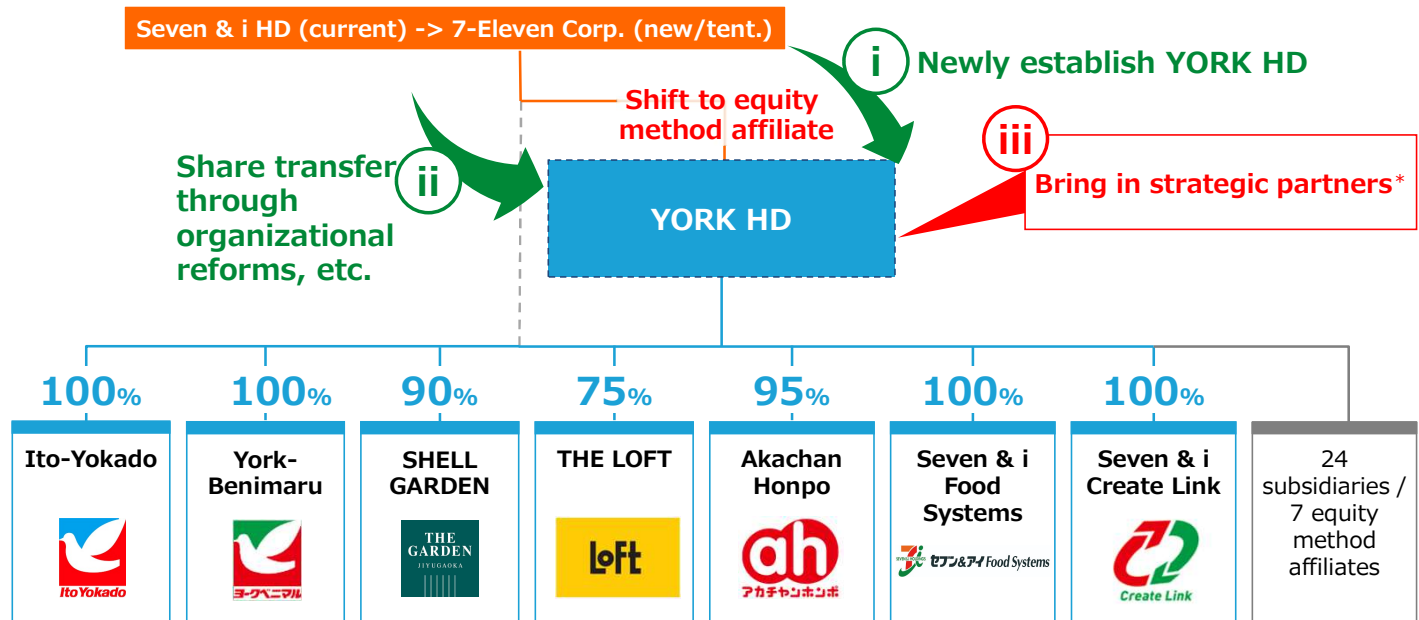 Seven & i HD (current) -> 7-Eleven Corp. (new/tent.)
i
Newly establish YORK HD
Shift to equity
method affiliate
iii
Bring in strategic partners*
Share transfer
through
organizational
reforms, etc.
ii
YORK HD
100%
100%
90%
75%
95%
100%
100%
Ito-Yokado
ItoYokado
York-
Benimaru
ヨークベニマル
SHELL
GARDEN
THE
GARDEN
JIYUGAOKA
THE LOFT
LoFt
Akachan
Honpo
ah
アカチャンホンポ
Seven & i
Food
Systems
SEVEN & i HOLDINGS
セブン&アイ Food Systems
Seven & i
Create Link
Create Link
24
subsidiaries /
7 equity
method
affiliates